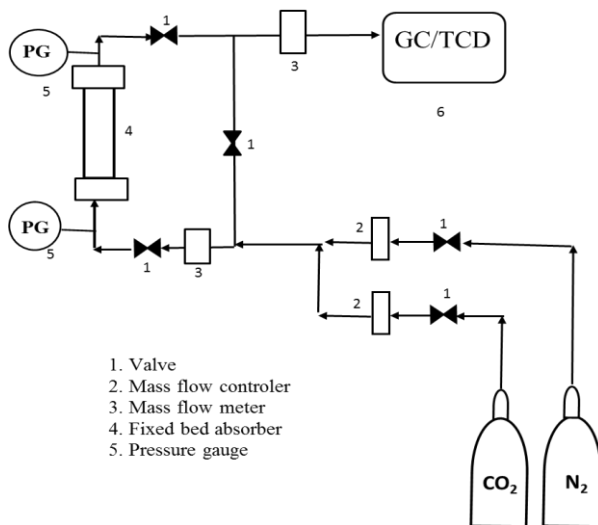 PG
1
3
GC/TCD
5
4
6
1
PG
5
1
3
2
1
2
1
1. Valve
2. Mass flow controler
3. Mass flow meter
4. Fixed bed absorber
5. Pressure gauge
CO₂
N₂